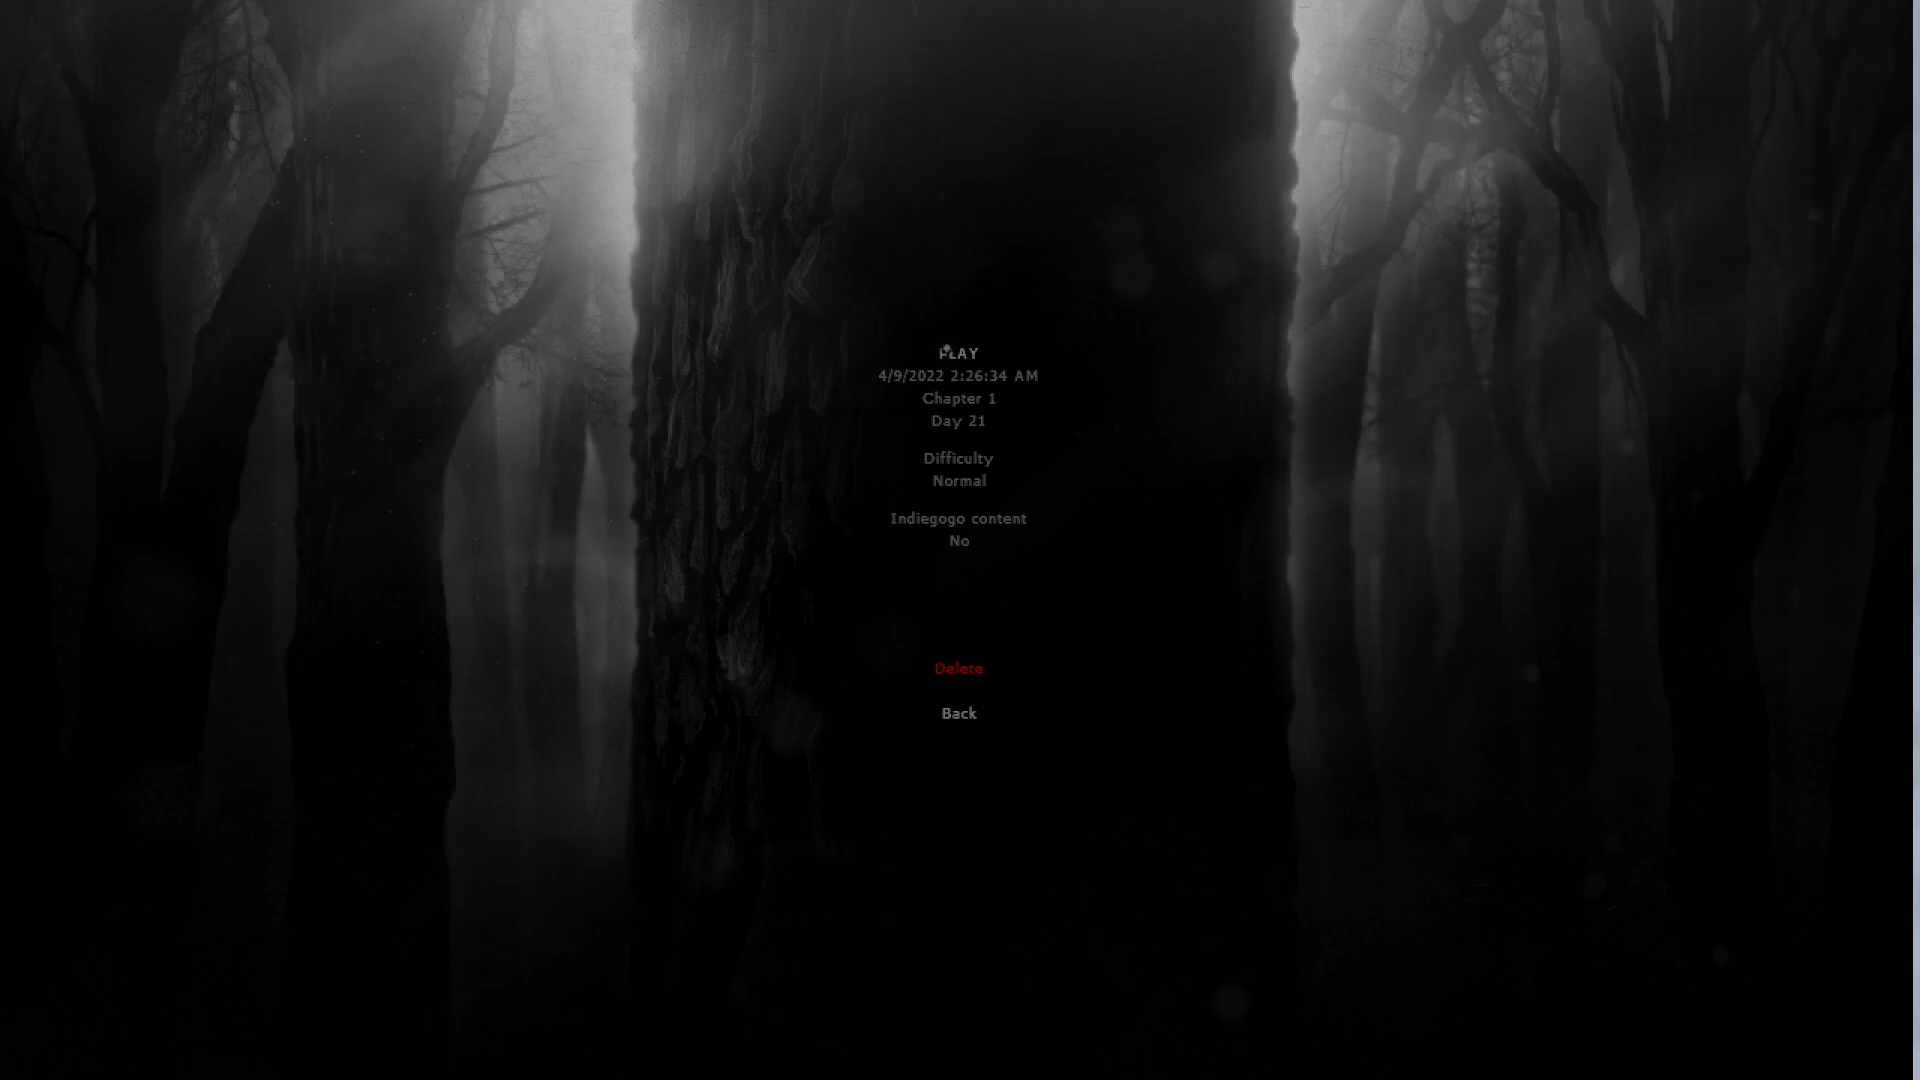 PLAY
4/9/2022 2:26:34 AM
Chapter 1
Day 21
Difficulty
Normal
Indiegogo content
No
Delete
Back